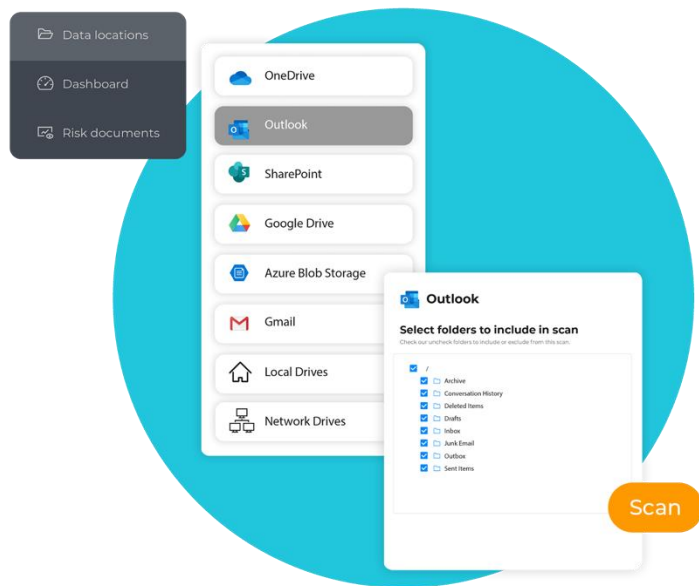 Data locations
Dashboard
Risk documents
OneDrive
Outlook
SharePoint
Google Drive
Azure Blob Storage
Gmail
Local Drives
Network Drives
Outlook
Select folders to include in scan
Check our uncheck folders to include or exclude from this scan.
/
Archive
Conversation History
Deleted Items
Drafts
Inbox
Junk Email
Outbox
Sent Items
Scan